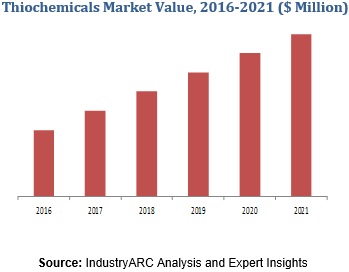 Thiochemicals Market Value, 2016-2021 ($ Million)
2016 2017 2018 2019 2020 2021
Source: IndustryARC Analysis and Expert Insights